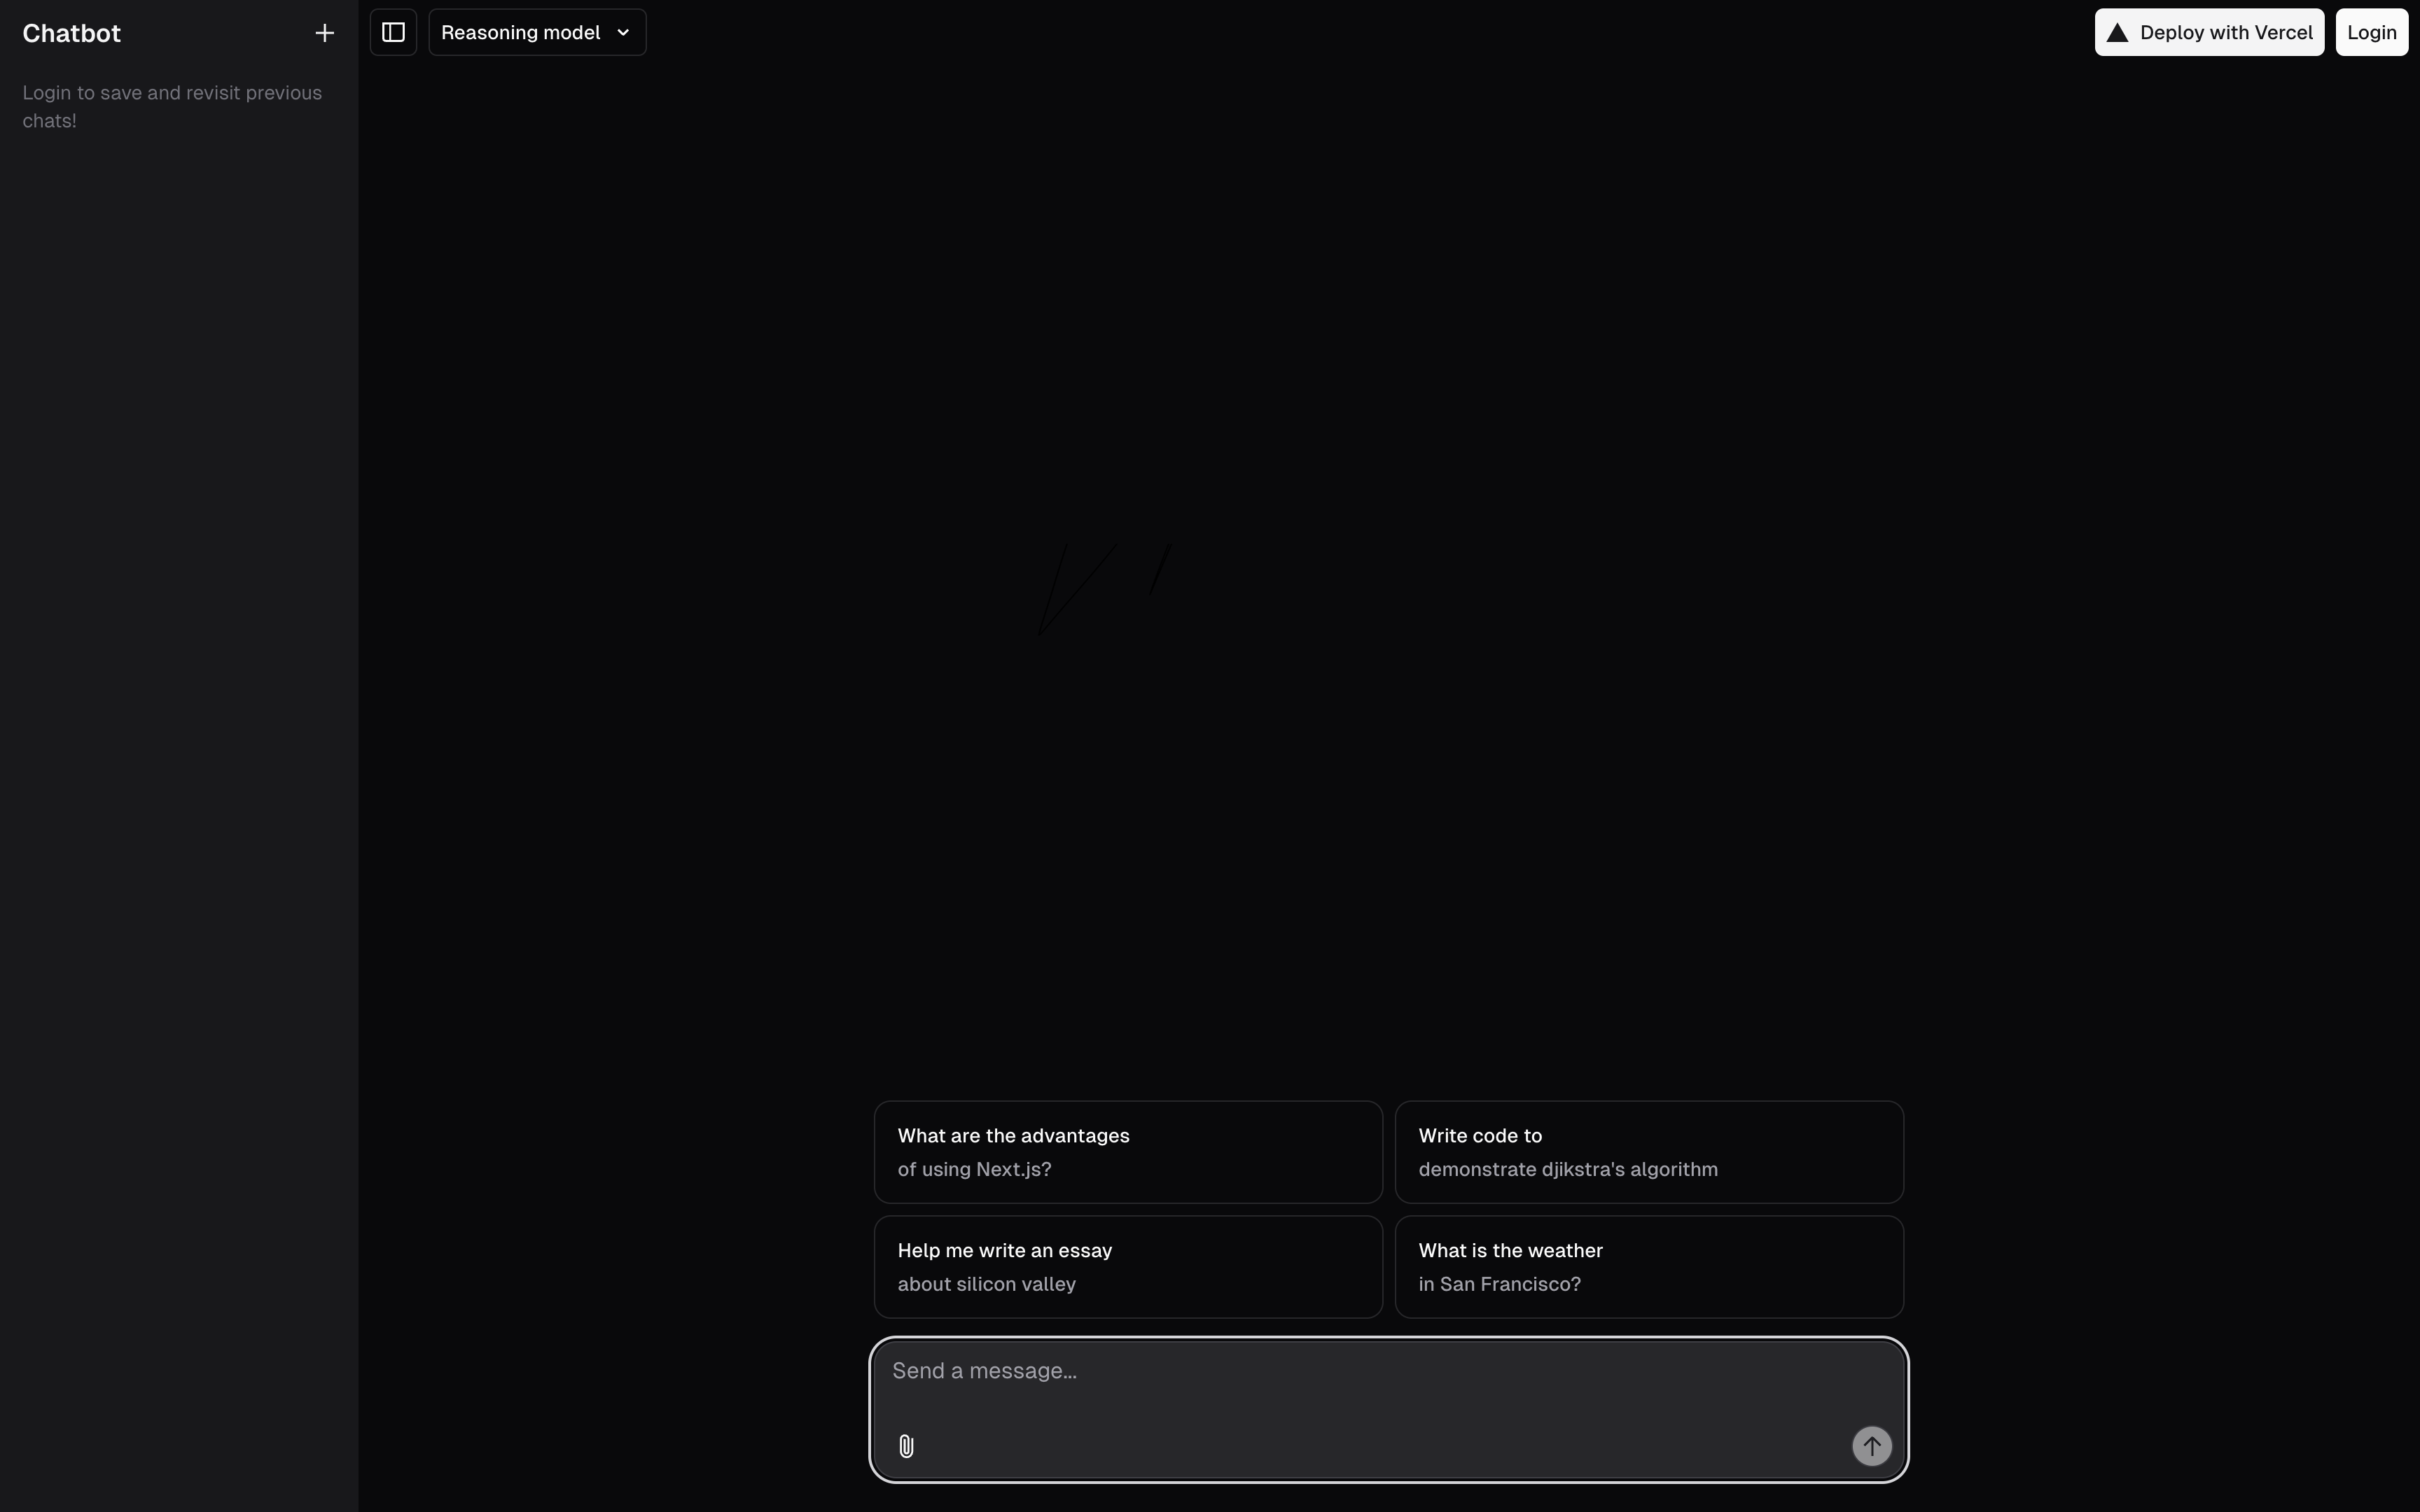 Chatbot
Login to save and revisit previous
chats!
Reasoning model
Deploy with Vercel
Login
What are the advantages
of using Next.js?
Write code to
demonstrate djikstra's algorithm
Help me write an essay
about silicon valley
What is the weather
in San Francisco?
Send a message...